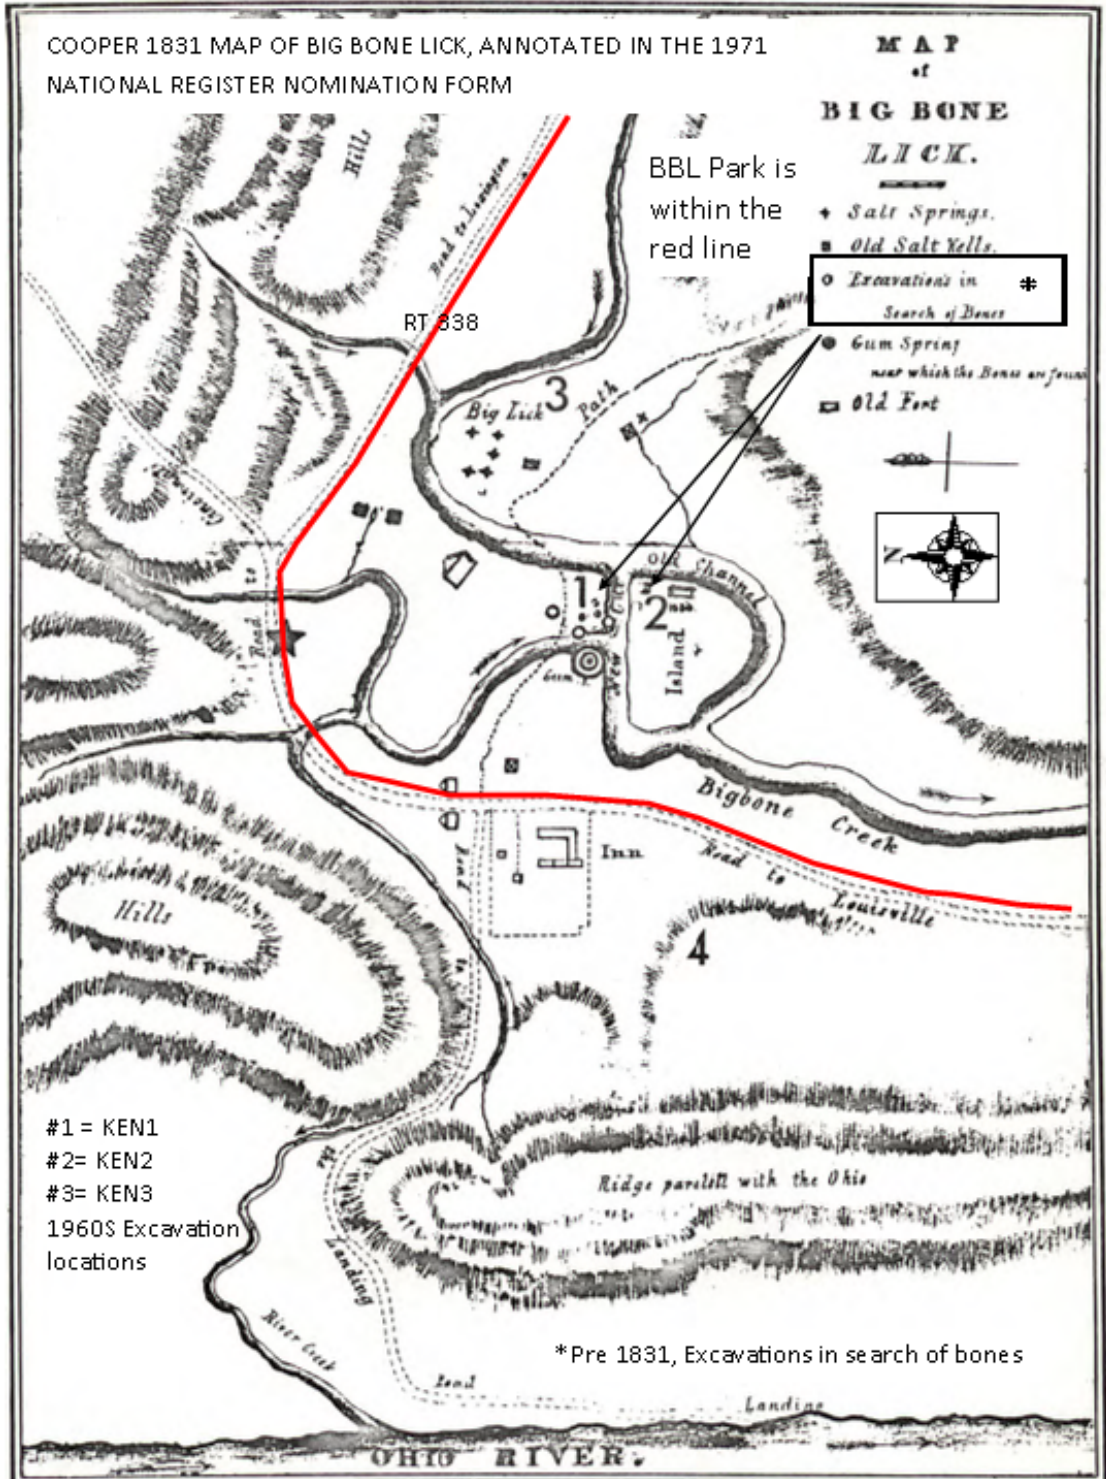 COOPER 1831 MAP OF BIG BONE LICK, ANNOTATED IN THE 1971
NATIONAL REGISTER NOMINATION FORM
MAP
of
BIG BONE
LICK.
Salt Springs.
Old Salt Wells.
Excavations in *
Search of Bones
Gum Spring
near which the Bones are found
Old Fort
N
BBL Park is
within the
red line
Hills
Road to Lexington
RT 338
Big Lick
3
Path
Road to Cincinnati
Old Channel
1
2
Island
Gum
Bigbone Creek
Inn
Road to Louisville
Hills
4
Road to the Landing
Ridge parelell with the Ohio
#1 = KEN1
#2= KEN2
#3= KEN3
1960S Excavation
locations
River Creek
*Pre 1831, Excavations in search of bones
Road
Landing
OHIO RIVER.